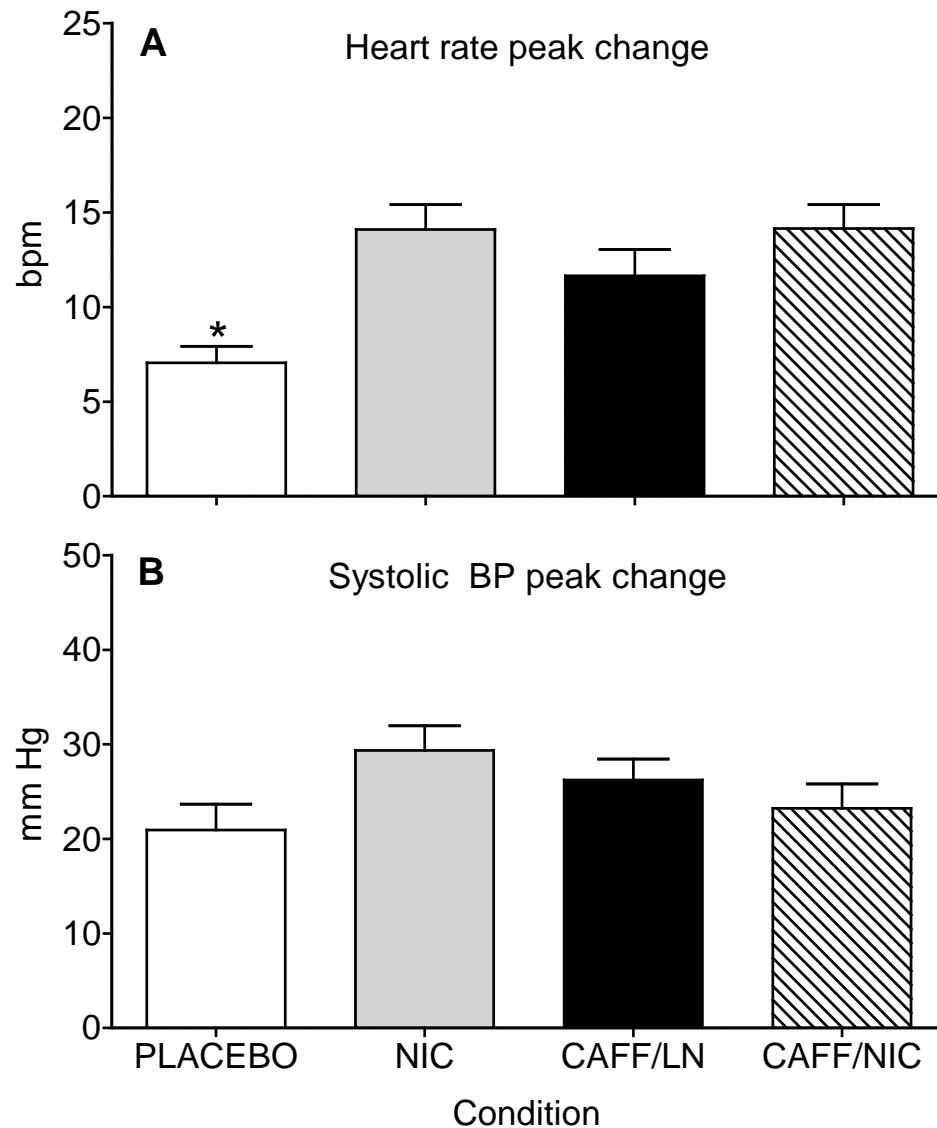 A
Heart rate peak change
25
20
15
10
5
0
bpm
*
B
Systolic BP peak change
50
40
30
20
10
0
mm Hg
PLACEBO NIC CAFF/LN CAFF/NIC
Condition